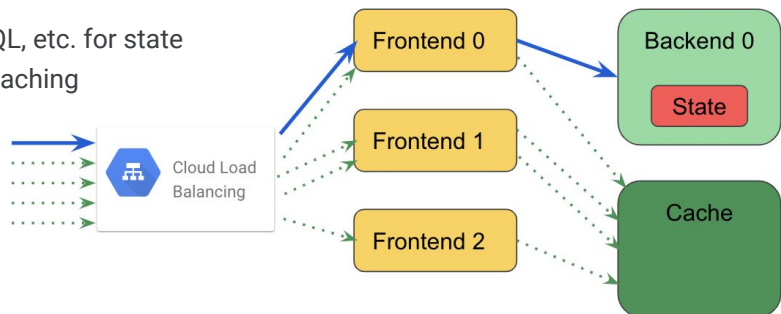 QL, etc. for state
aching
Cloud Load
Balancing
Frontend 0
Frontend 1
Frontend 2
Backend 0
State
Cache